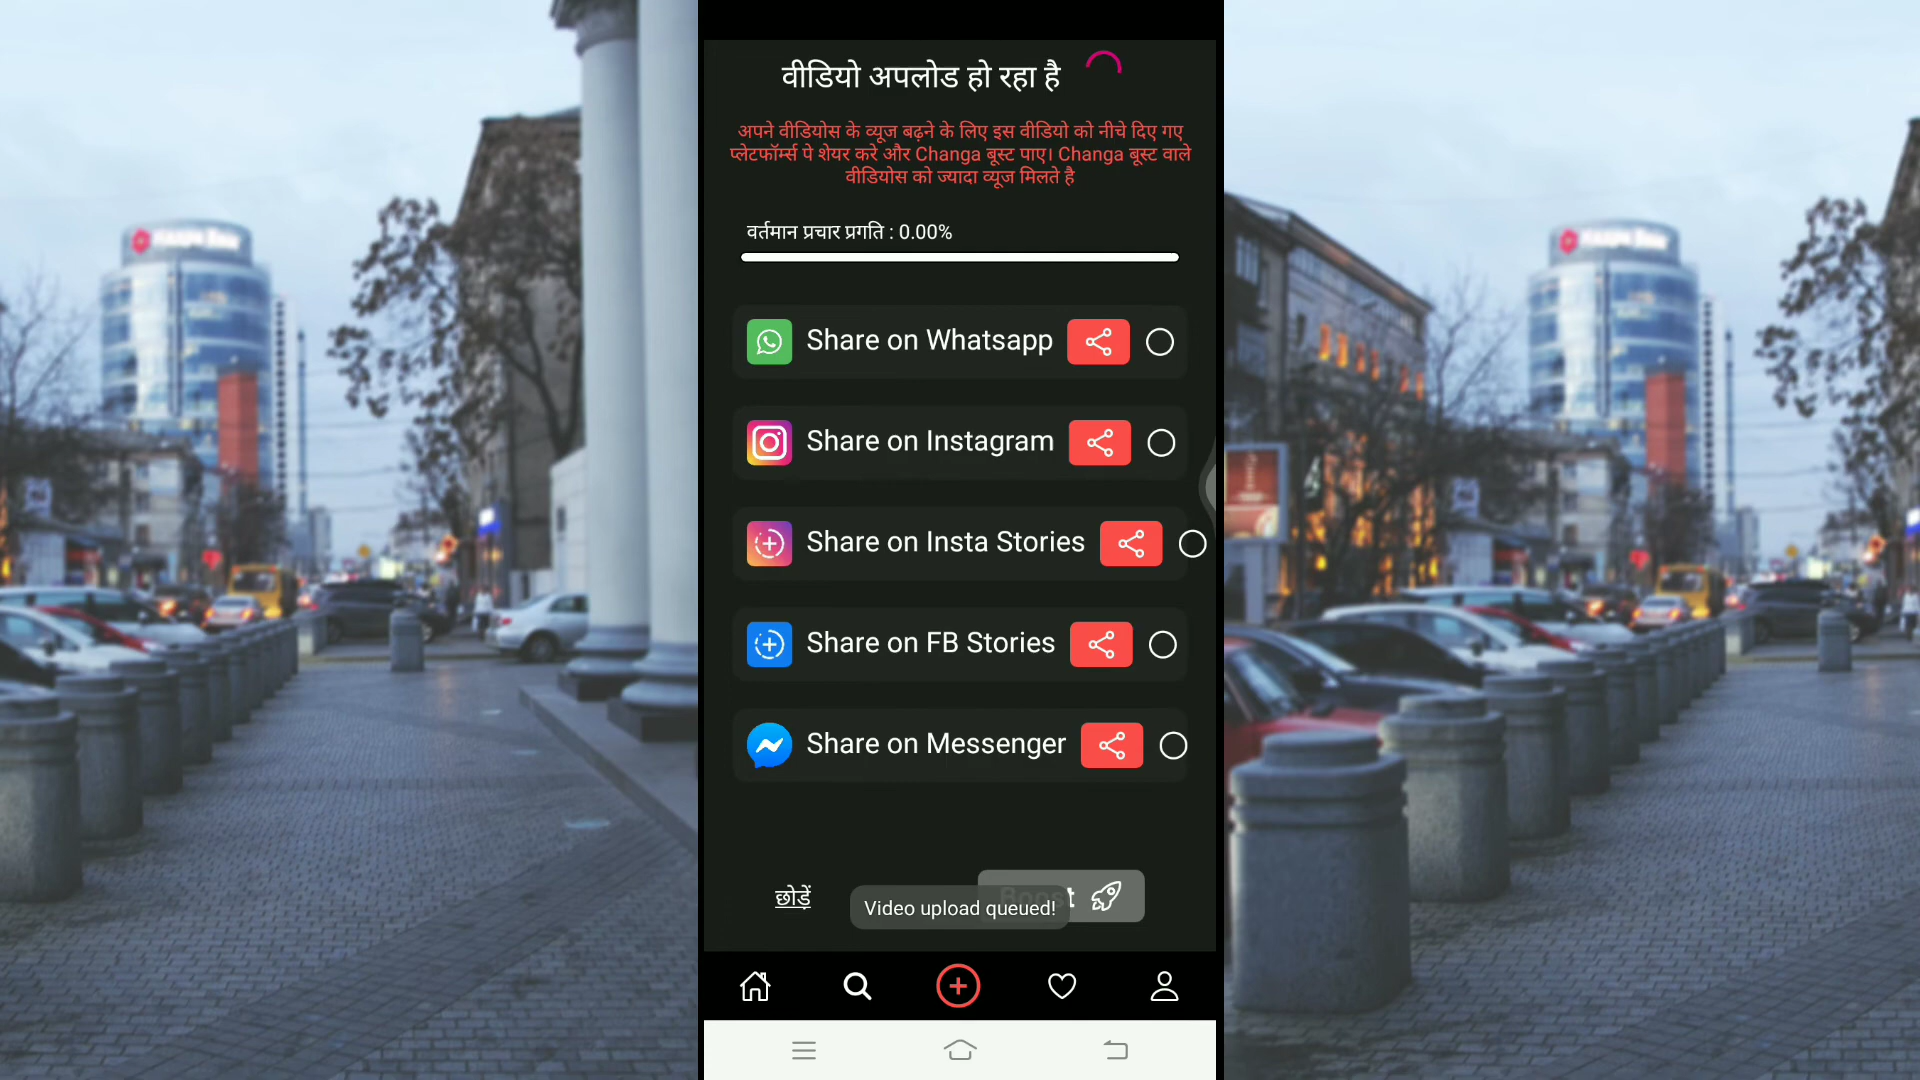 वीडियो अपलोड हो रहा है
अपने वीडियोस के व्यूज बढ़ने के लिए इस वीडियो को नीचे दिए गए
प्लेटफॉर्म्स पे शेयर करे और Changa बूस्ट पाए। Changa बूस्ट वाले
वीडियोस को ज्यादा व्यूज मिलते है
वर्तमान प्रचार प्रगति : 0.00%
Share on Whatsapp
Share on Instagram
Share on Insta Stories
Share on FB Stories
Share on Messenger
छोड़ें
Boost
Video upload queued!